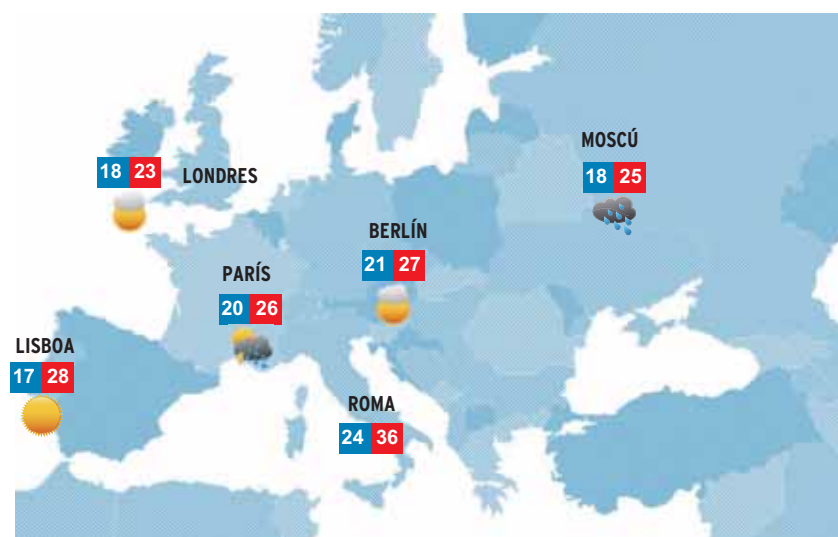 MOSCÚ
18 25
18 23
LONDRES
BERLÍN
21 27
PARÍS
20 26
LISBOA
17 28
ROMA
24 36